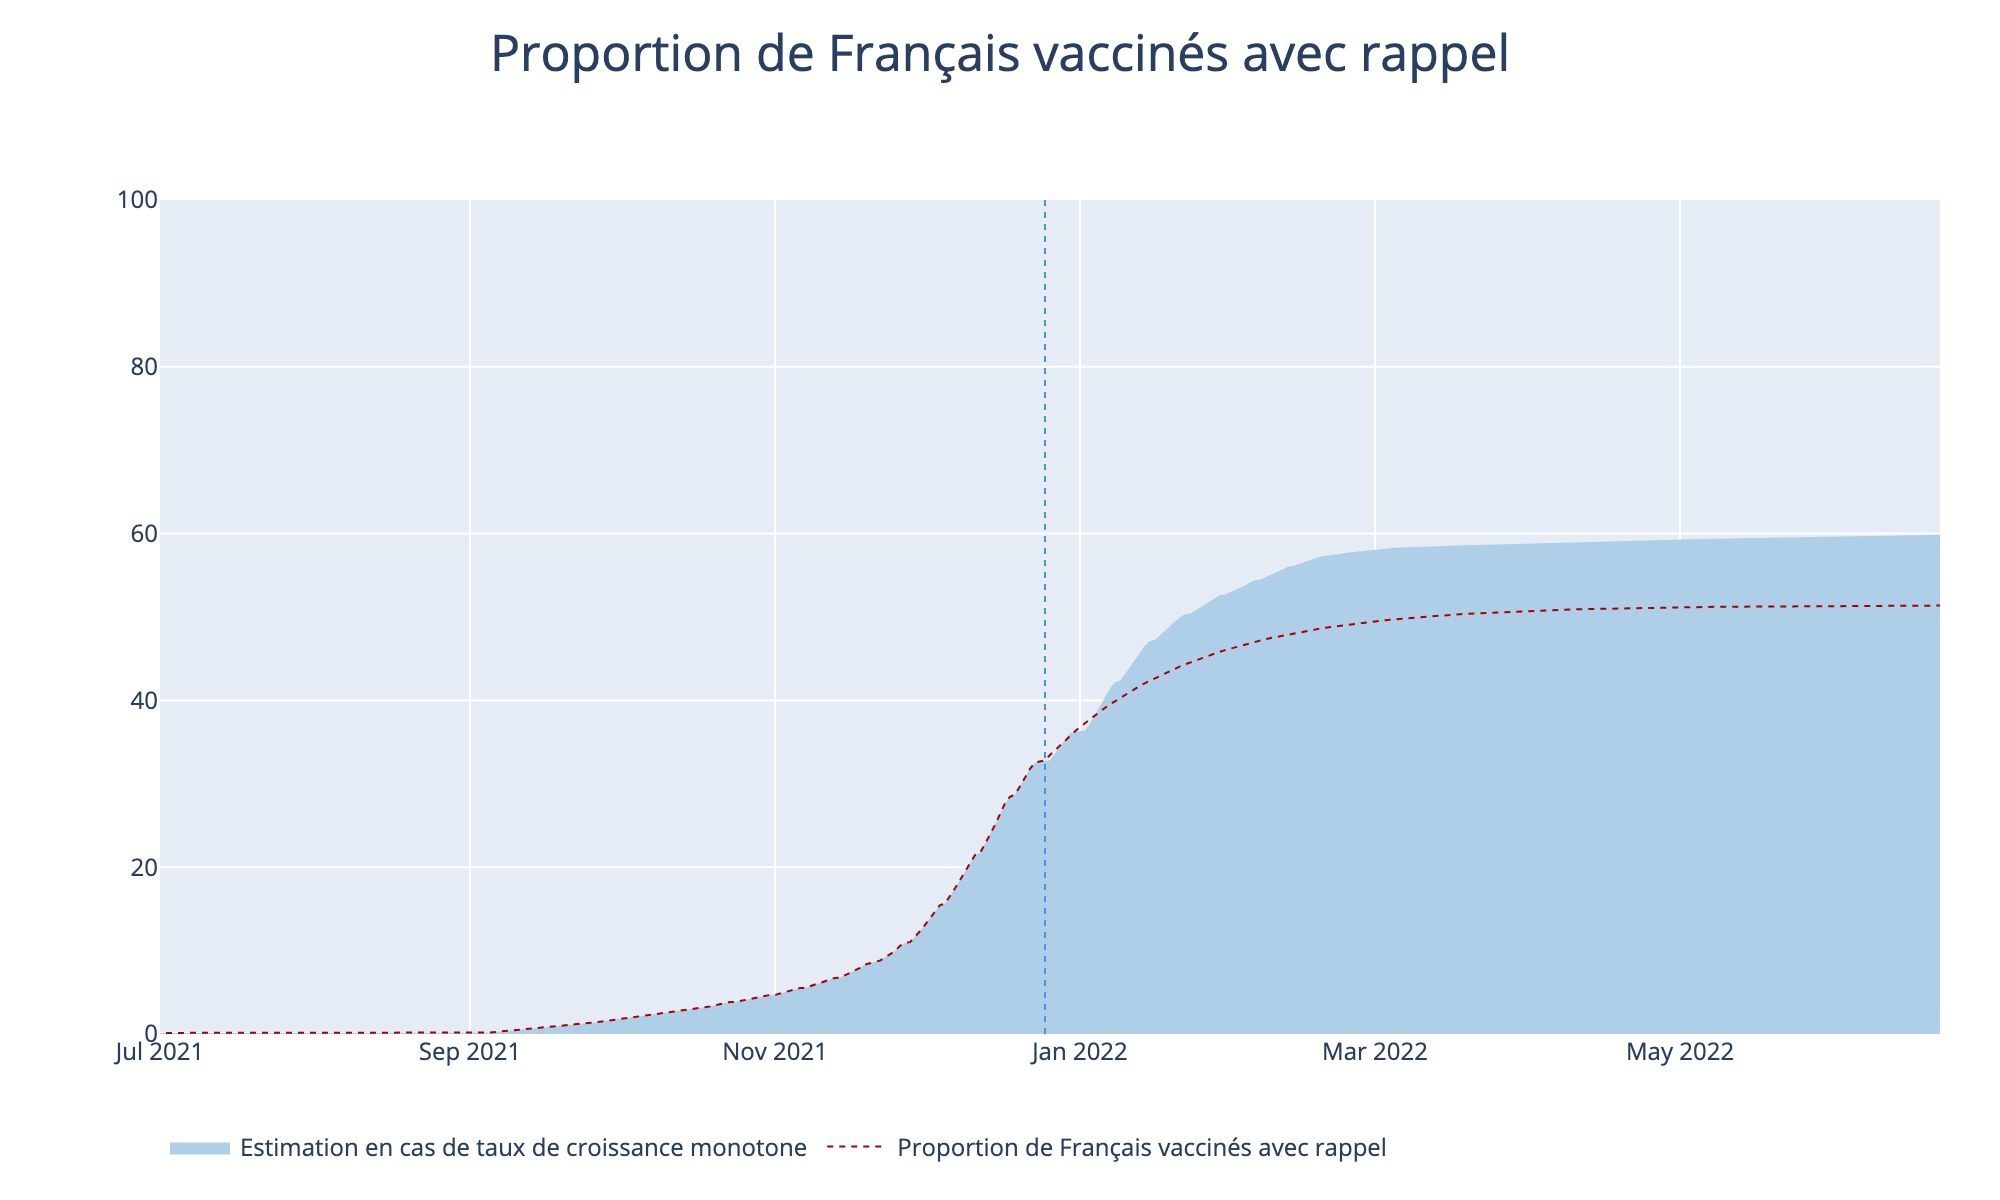 Proportion de Français vaccinés avec rappel
100
80
60
40
20
0
Jul 2021 Sep 2021 Nov 2021 Jan 2022 Mar 2022 May 2022
Estimation en cas de taux de croissance monotone Proportion de Français vaccinés avec rappel